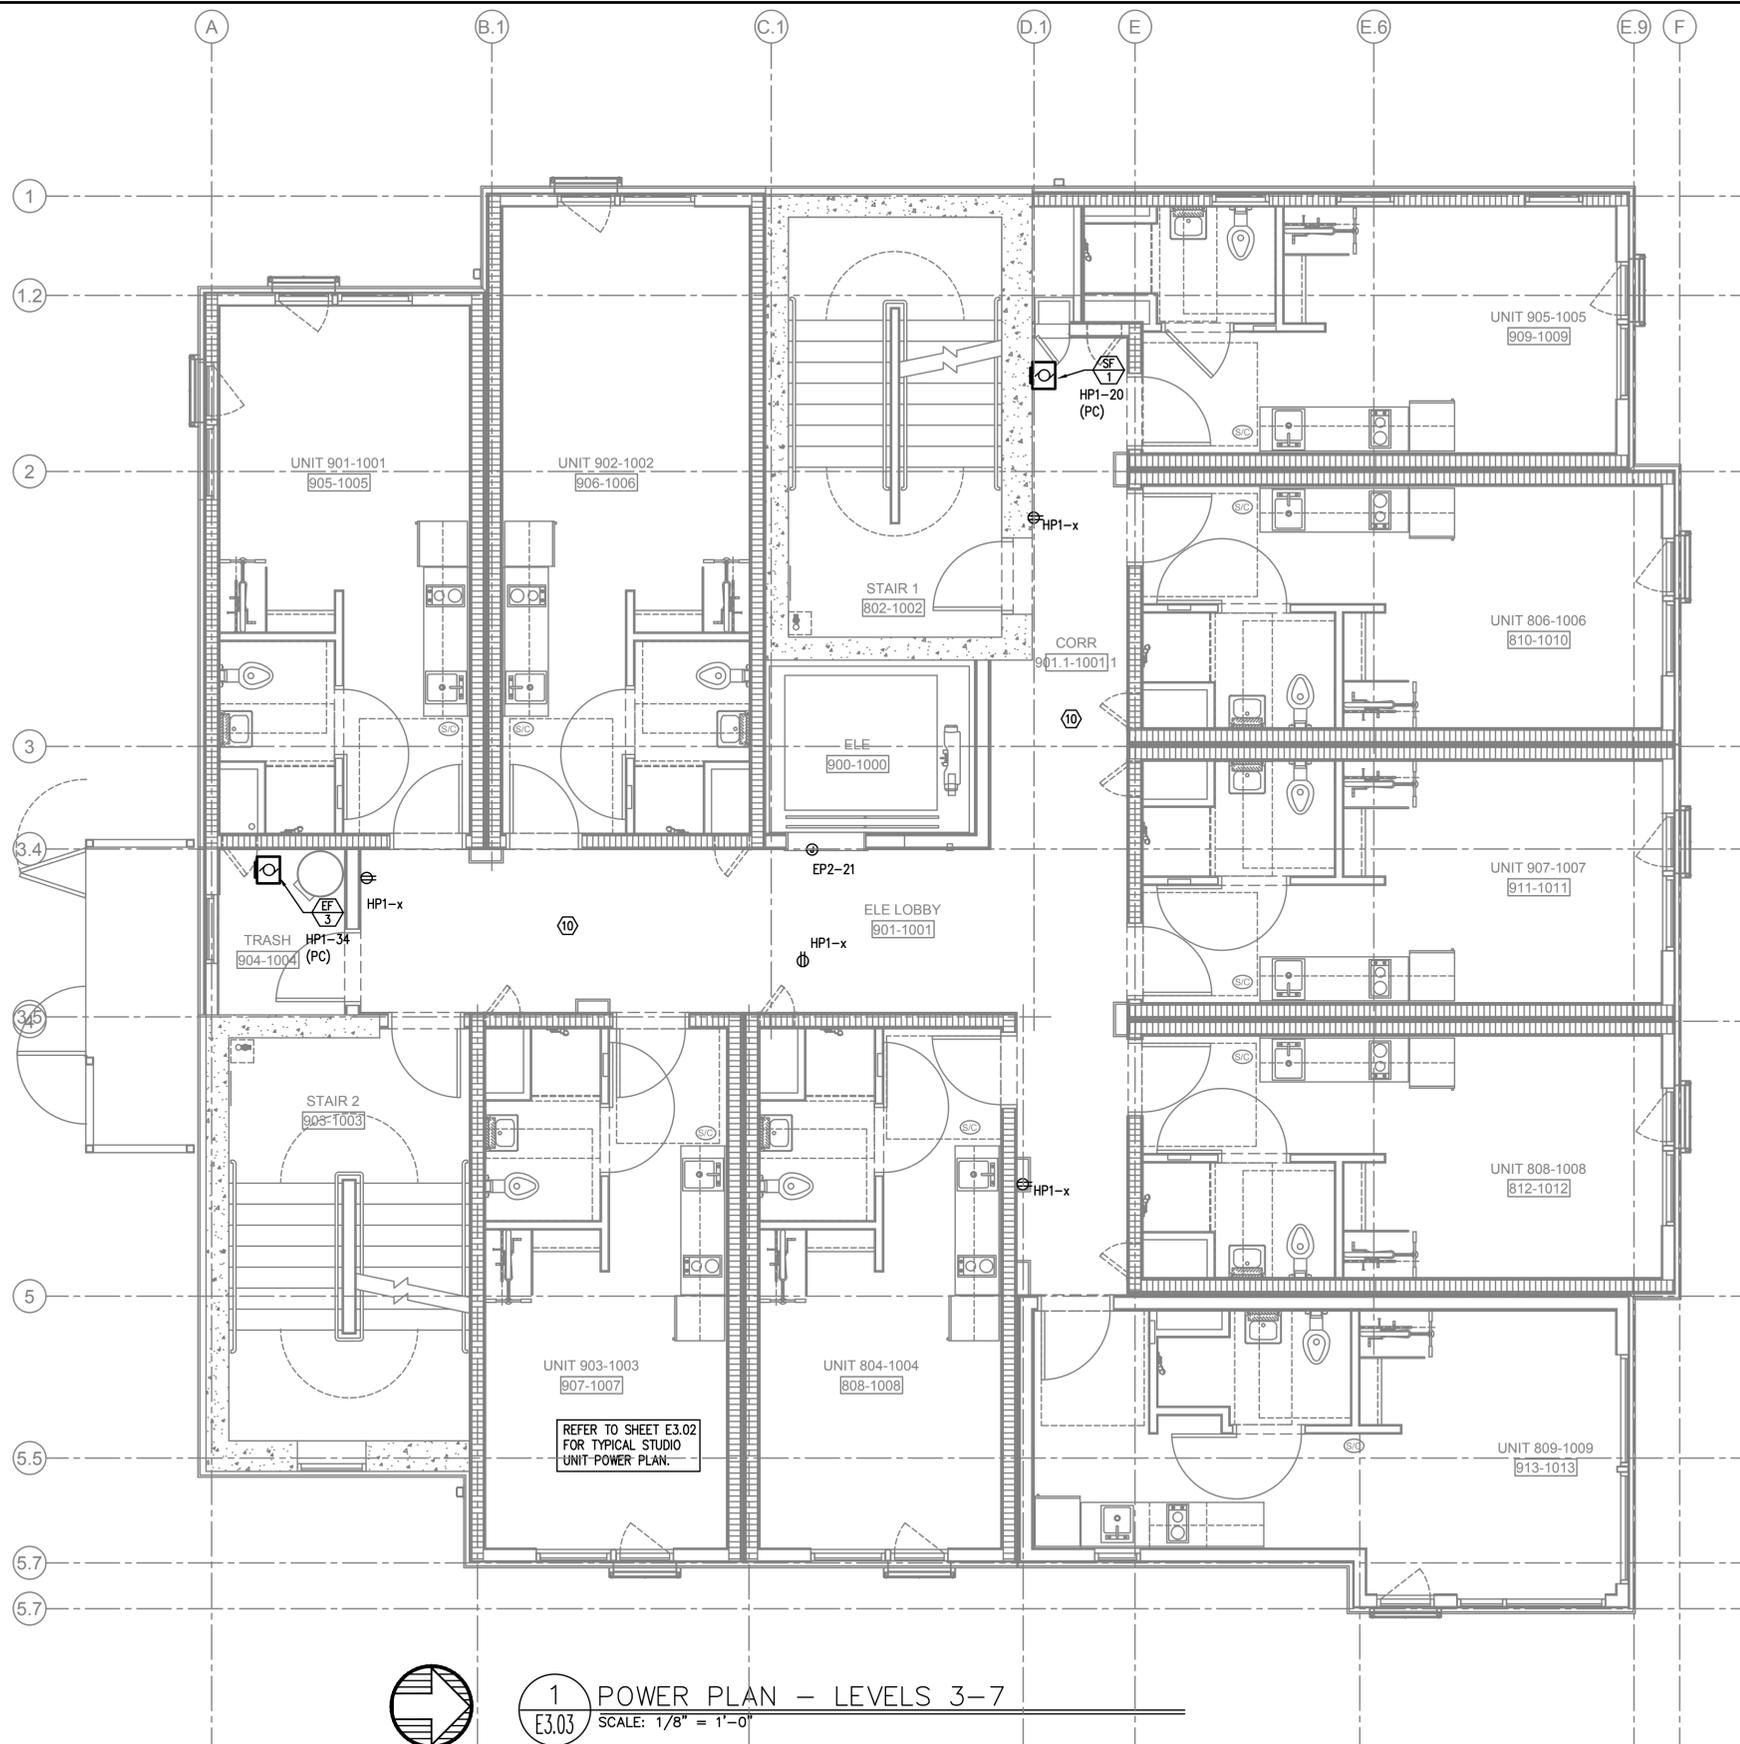 A B.1 C.1 D.1 E E.6 E.9 F
1
1.2
UNIT 905-1005
909-1009
SF
1
HP1-20
(PC)
S/C
2
UNIT 901-1001
905-1005
UNIT 902-1002
906-1006
S/C
HP1-x
STAIR 1
802-1002
UNIT 806-1006
810-1010
CORR
901.1-1001 1
10
S/C
S/C
3
ELE
900-1000
3.4
EP2-21
UNIT 907-1007
911-1011
EF
3
HP1-x
HP1-34
(PC)
TRASH
904-1004
10
ELE LOBBY
901-1001
HP1-x
S/C
3.5
4
S/C
STAIR 2
903-1003
S/C
S/C
UNIT 808-1008
812-1012
HP1-x
5
UNIT 903-1003
907-1007
UNIT 804-1004
808-1008
REFER TO SHEET E3.02
FOR TYPICAL STUDIO
UNIT POWER PLAN.
S/C
UNIT 809-1009
913-1013
5.5
5.7
5.7
1
E3.03
POWER PLAN – LEVELS 3-7
SCALE: 1/8" = 1'-0"